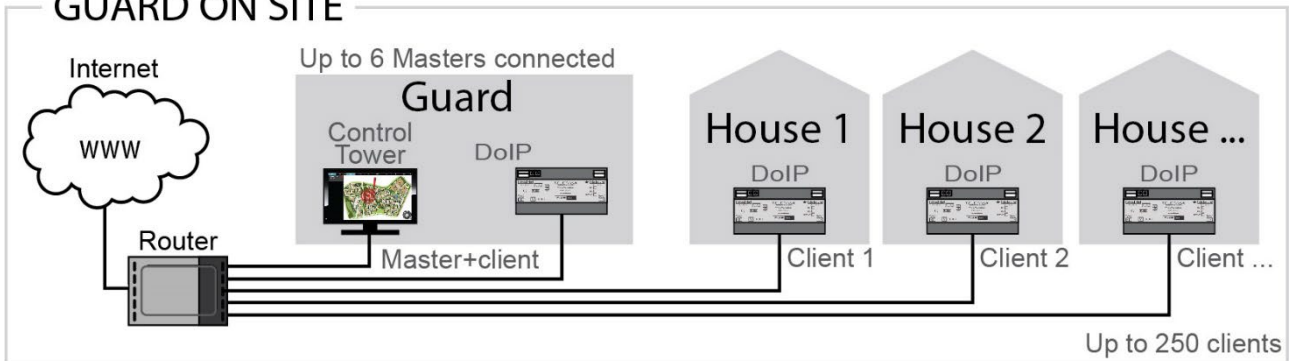 GUARD ON SITE
Up to 6 Masters connected
Internet
WWW
Guard
Control
Tower
DoIP
House 1
House 2
House ...
DoIP
DoIP
DoIP
Router
Master+client
Client 1
Client 2
Client ...
Up to 250 clients